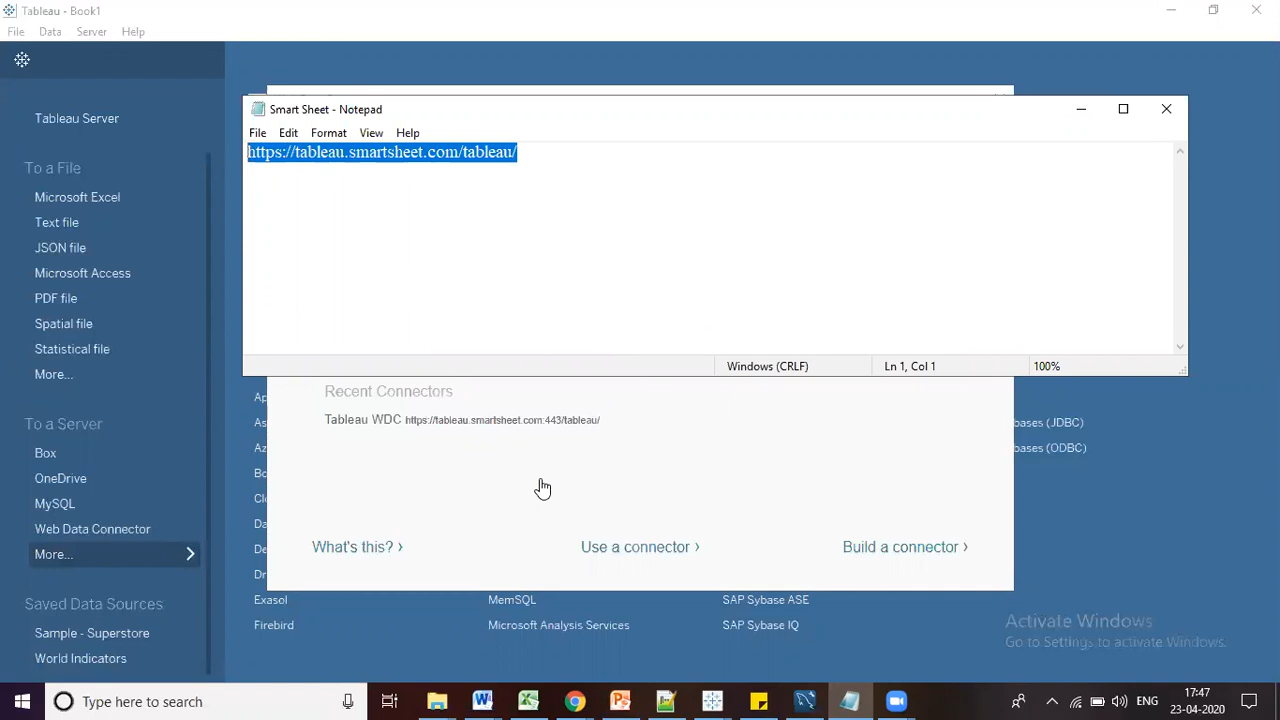 Tableau - Book1
File Data Server Help
Tableau Server
To a File
Microsoft Excel
Text file
JSON file
Microsoft Access
PDF file
Spatial file
Statistical file
More...
To a Server
Box
OneDrive
MySQL
Web Data Connector
More...
Saved Data Sources
Sample - Superstore
World Indicators
Smart Sheet - Notepad
File Edit Format View Help
https://tableau.smartsheet.com/tableau/
Windows (CRLF) Ln 1, Col 1 100%
Recent Connectors
Tableau WDC https://tableau.smartsheet.com:443/tableau/
bases (JDBC)
bases (ODBC)
What's this? › Use a connector › Build a connector ›
Exasol MemSQL SAP Sybase ASE
Firebird Microsoft Analysis Services SAP Sybase IQ
Activate Windows
Go to Settings to activate Windows.
Type here to search
ENG
17:47
23-04-2020